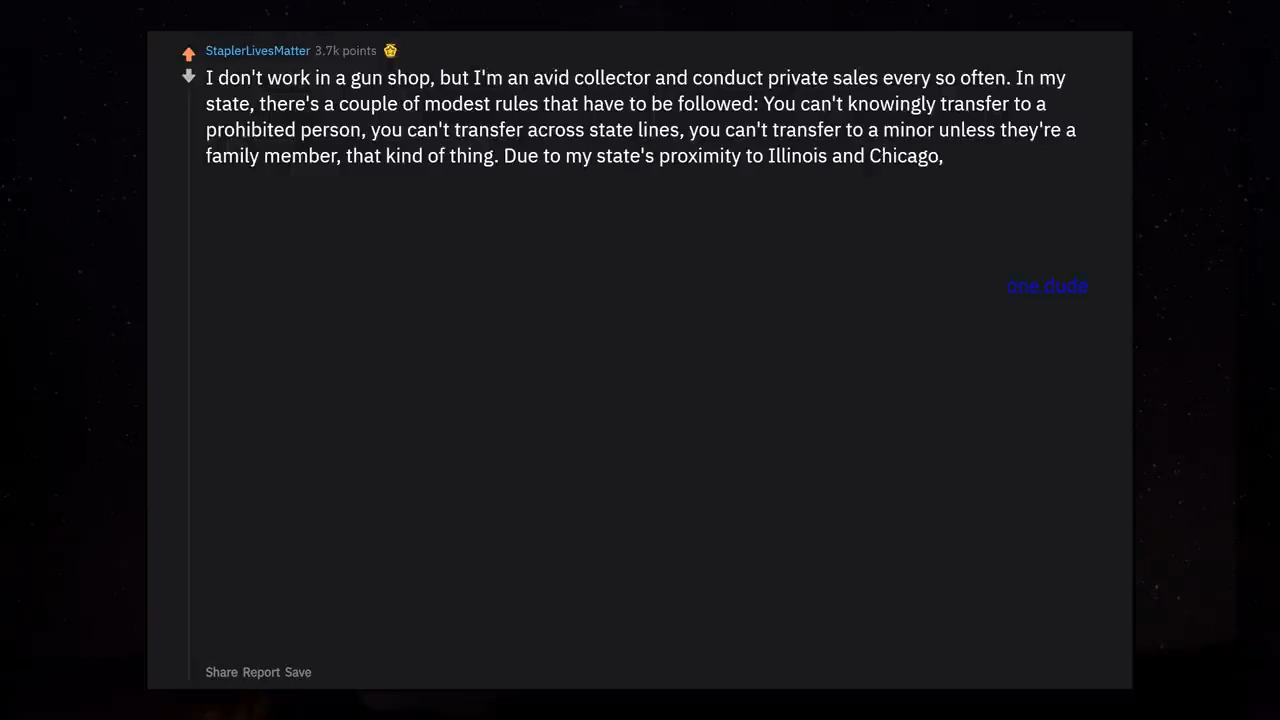 StaplerLivesMatter 3.7k points
I don't work in a gun shop, but I'm an avid collector and conduct private sales every so often. In my
state, there's a couple of modest rules that have to be followed: You can't knowingly transfer to a
prohibited person, you can't transfer across state lines, you can't transfer to a minor unless they're a
family member, that kind of thing. Due to my state's proximity to Illinois and Chicago,
one dude
Share Report Save